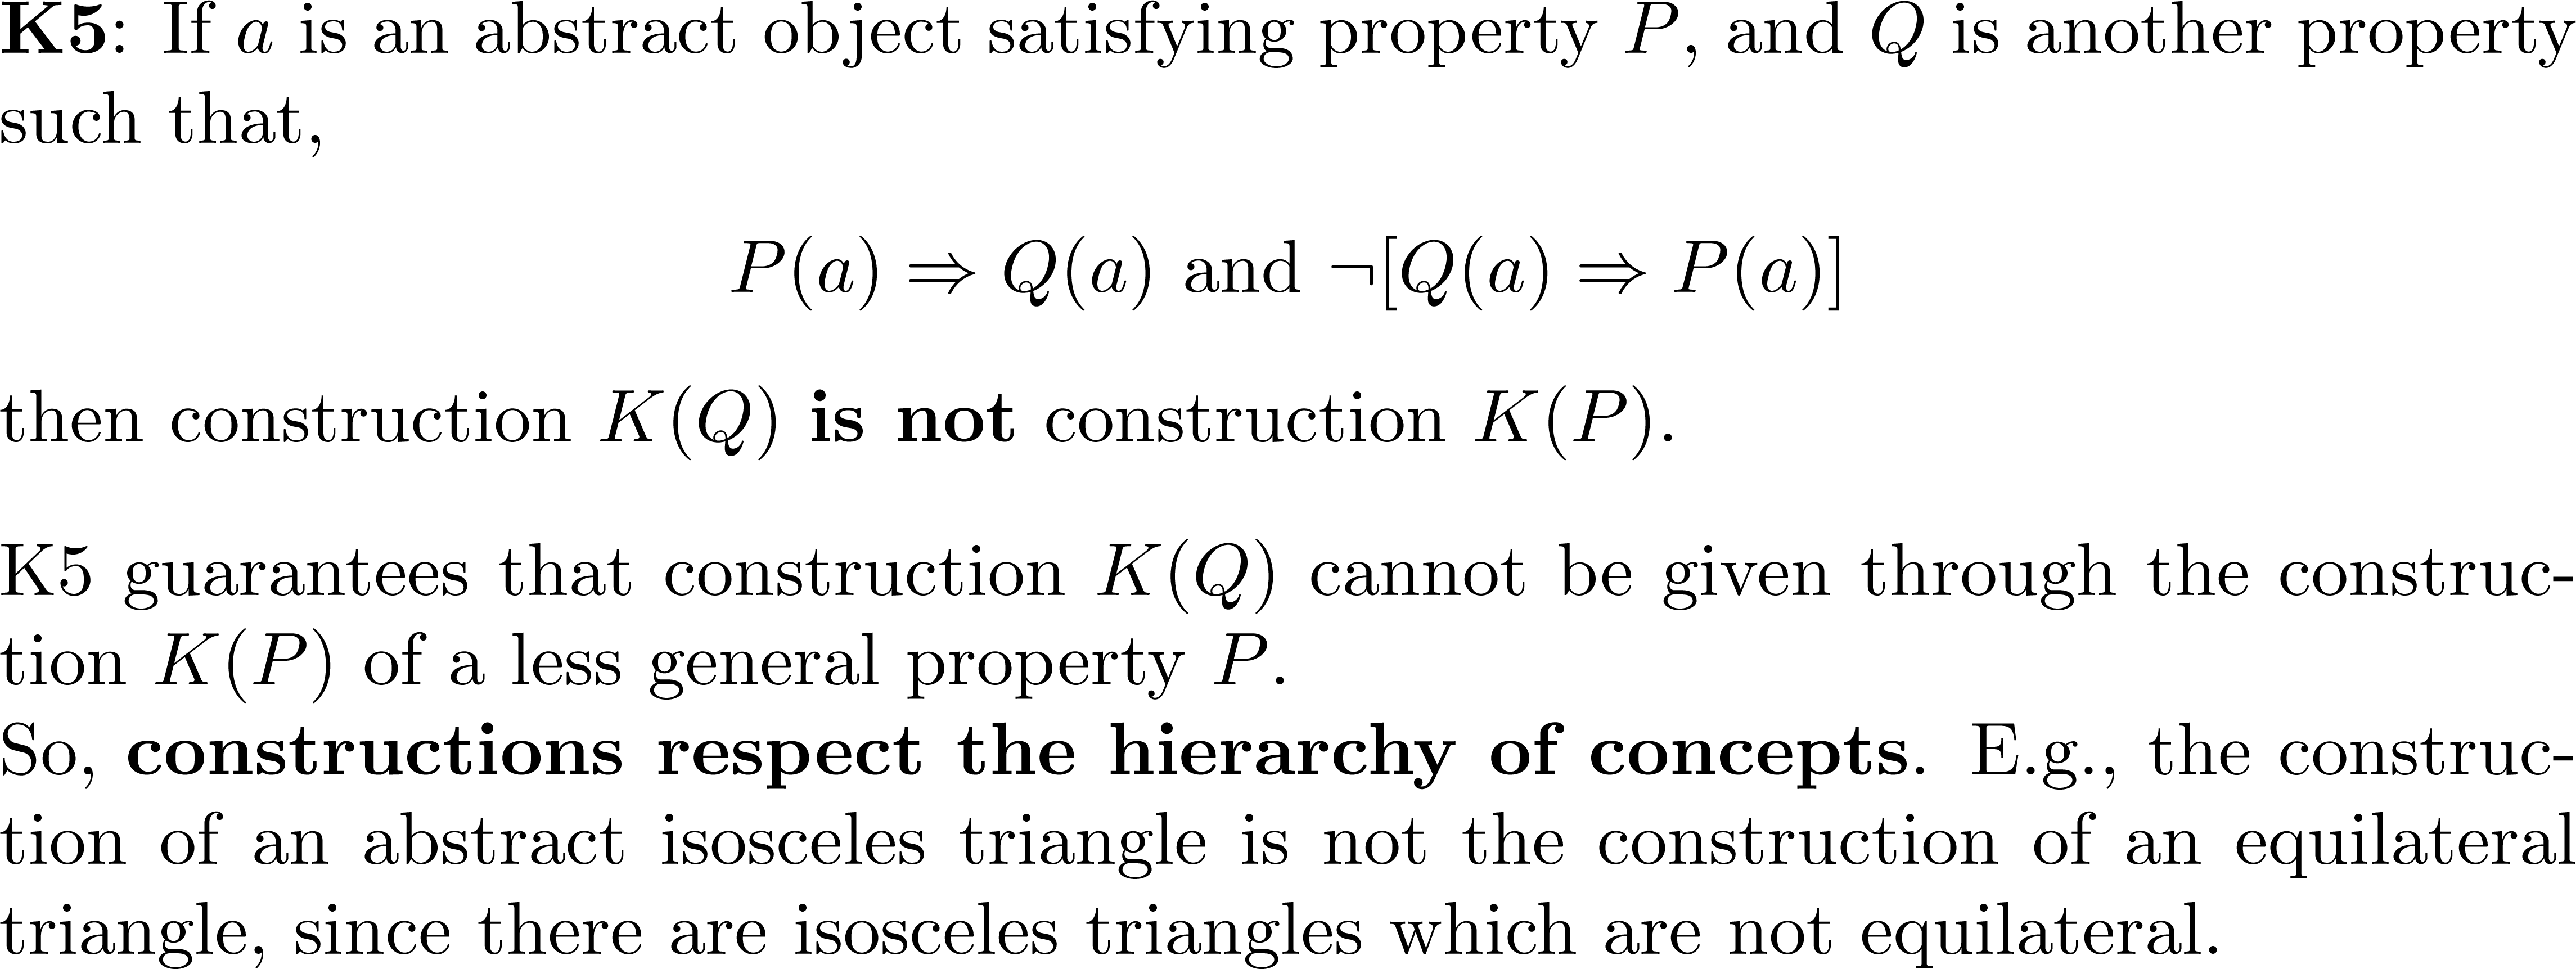 K5: If a is an abstract object satisfying property P, and Q is another property
such that,
P(a) ⇒ Q(a) and ¬[Q(a) ⇒ P(a)]
then construction K(Q) is not construction K(P).
K5 guarantees that construction K(Q) cannot be given through the construc-
tion K(P) of a less general property P.
So, constructions respect the hierarchy of concepts. E.g., the construc-
tion of an abstract isosceles triangle is not the construction of an equilateral
triangle, since there are isosceles triangles which are not equilateral.